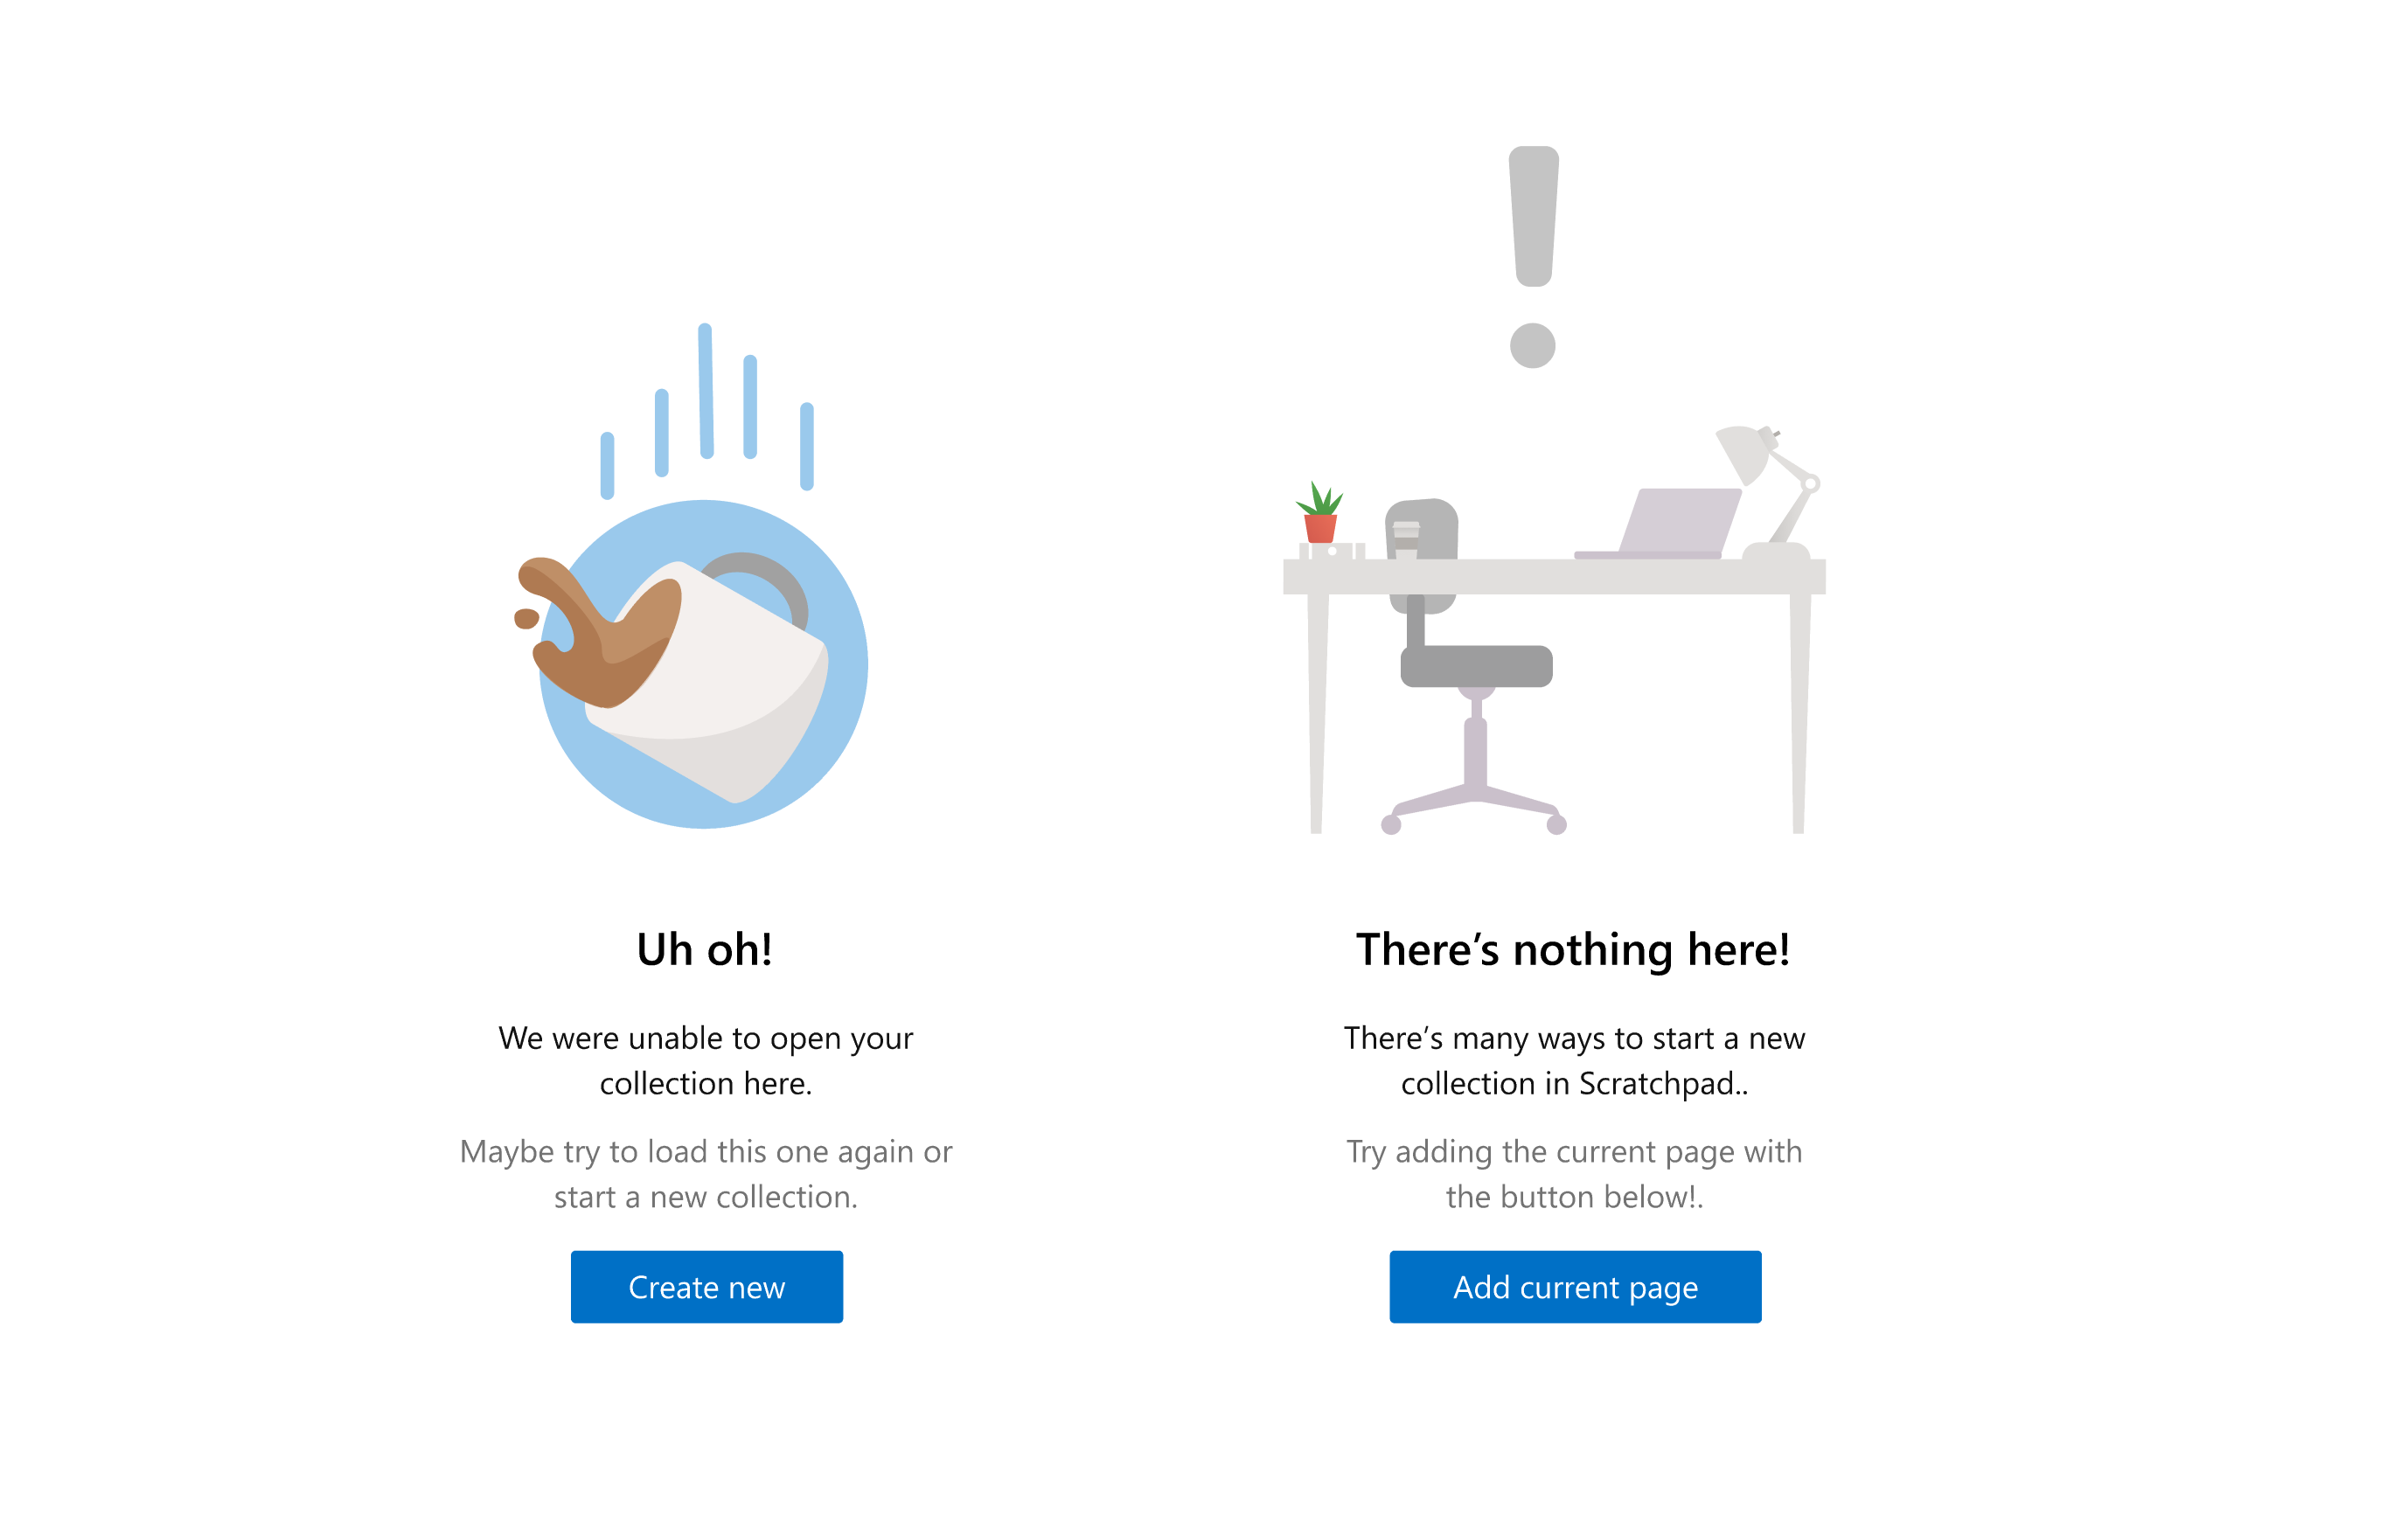 Uh oh!
We were unable to open your
collection here.
Maybe try to load this one again or
start a new collection.
Create new
There‘s nothing here!
There’s many ways to start a new
collection in Scratchpad..
Try adding the current page with
the button below!.
Add current page